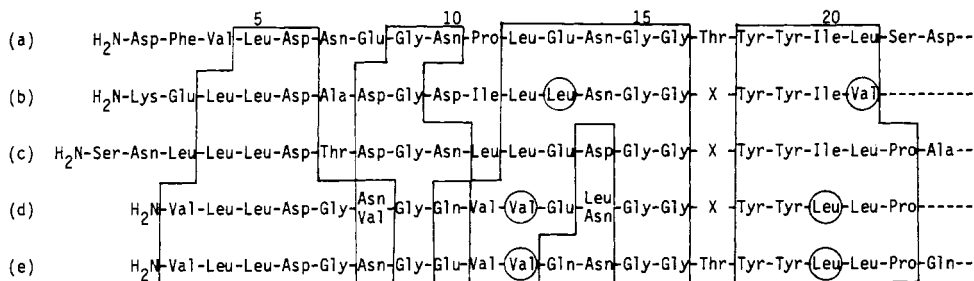 5 10 15 20
(a) H₂N-Asp-Phe-Val-Leu-Asp-Asn-Glu-Gly-Asn-Pro-Leu-Glu-Asn-Gly-Gly-Thr-Tyr-Tyr-Ile-Leu-Ser-Asp--
(b) H₂N-Lys-Glu-Leu-Leu-Asp-Ala-Asp-Gly-Asp-Ile-Leu-Leu-Asn-Gly-Gly-X-Tyr-Tyr-Ile-Val--------
(c) H₂N-Ser-Asn-Leu-Leu-Leu-Asp-Thr-Asp-Gly-Asn-Leu-Leu-Glu-Asp-Gly-Gly-X-Tyr-Tyr-Ile-Leu-Pro-Ala--
Asn Leu
(d) H₂N-Val-Leu-Leu-Asp-Gly- -Gly-Gln-Val-Val-Glu- -Gly-Gly-X-Tyr-Tyr-Leu-Leu-Pro------
Val Asn
(e) H₂N-Val-Leu-Leu-Asp-Gly-Asn-Gly-Glu-Val-Val-Gln-Asn-Gly-Gly-Thr-Tyr-Tyr-Leu-Leu-Pro-Gln--